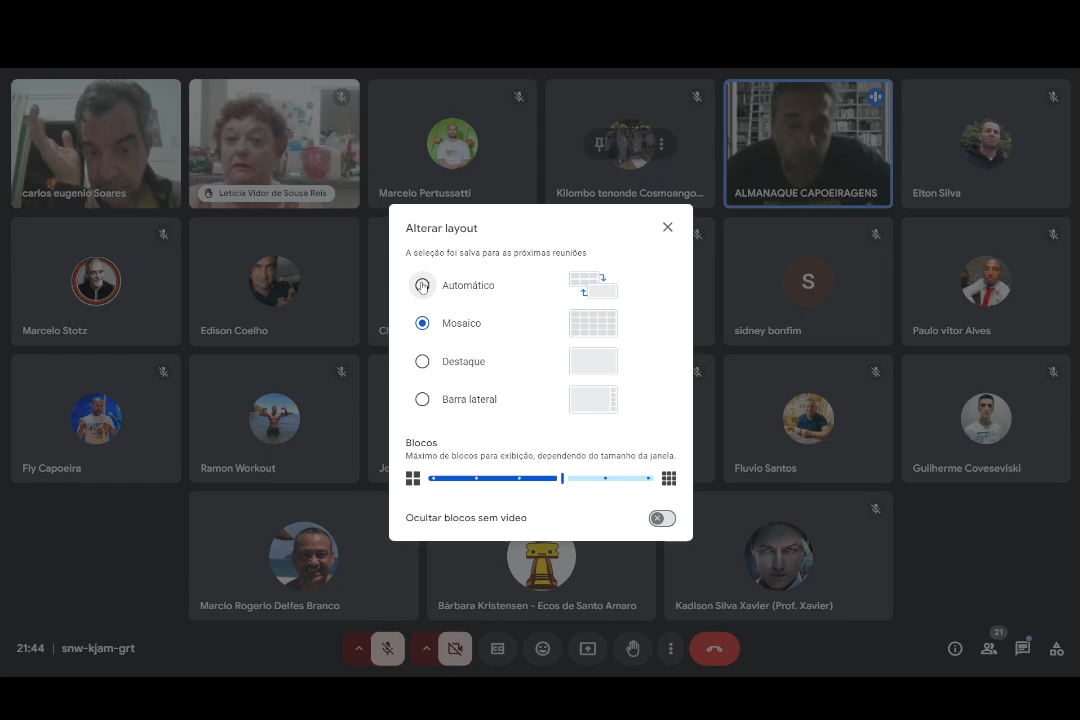 carlos eugenio Soares
Leticia Vidor de Sousa Reis
Marcelo Pertussatti
Kilombo tenonde Cosmoango...
ALMANAQUE CAPOEIRAGENS
Elton Silva
Alterar layout
A seleção foi salva para as próximas reuniões
Automático
Mosaico
Destaque
Barra lateral
Blocos
Máximo de blocos para exibição, dependendo do tamanho da janela.
Ocultar blocos sem vídeo
Marcelo Stotz
Edison Coelho
S
sidney bonfim
Paulo vitor Alves
Fly Capoeira
Ramon Workout
Fluvio Santos
Guilherme Coveseviski
Marcio Rogerio Delfes Branco
Bárbara Kristensen - Ecos de Santo Amaro
Kadison Silva Xavier (Prof. Xavier)
21:44 | snw-kjam-grt
21